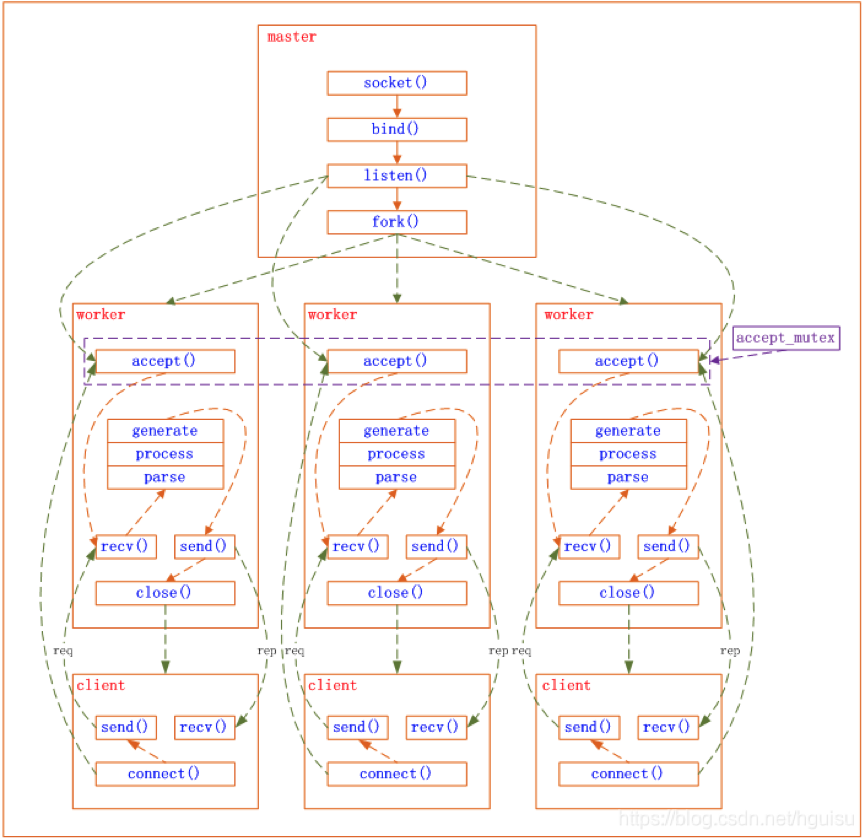 master
socket()
bind()
listen()
fork()
worker worker worker
accept_mutex
accept() accept() accept()
generate generate generate
process process process
parse parse parse
recv() send() recv() send() recv() send()
close() close() close()
req rep req rep req rep
client client client
send() recv() send() recv() send() recv()
connect() connect() connect()
https://blog.csdn.net/hguisu